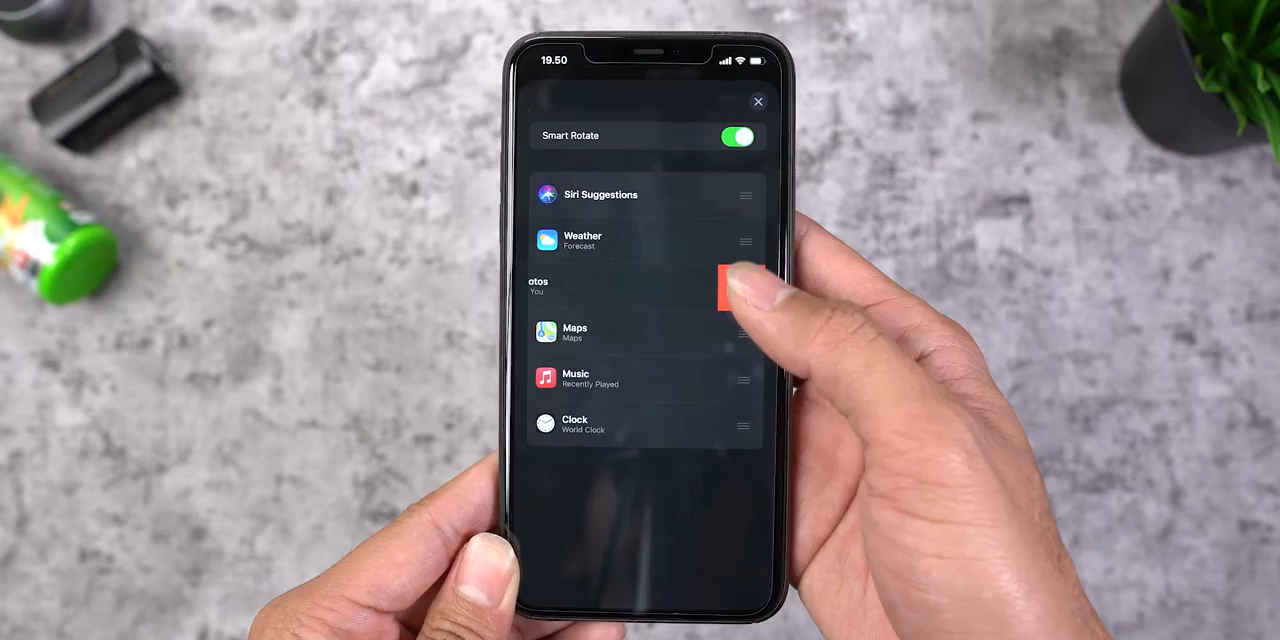 19.50
Smart Rotate
Siri Suggestions
Weather
Forecast
otos
You
Maps
Maps
Music
Recently Played
Clock
World Clock